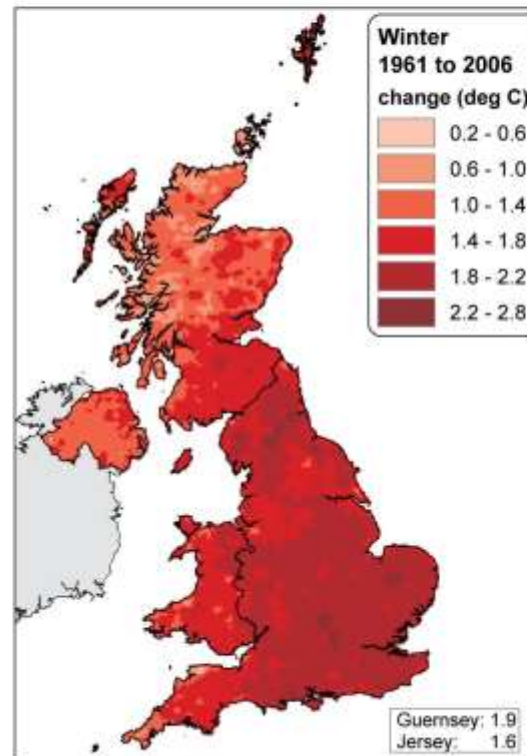 Winter
1961 to 2006
change (deg C)
0.2 - 0.6
0.6 - 1.0
1.0 - 1.4
1.4 - 1.8
1.8 - 2.2
2.2 - 2.8
Guernsey: 1.9
Jersey: 1.6